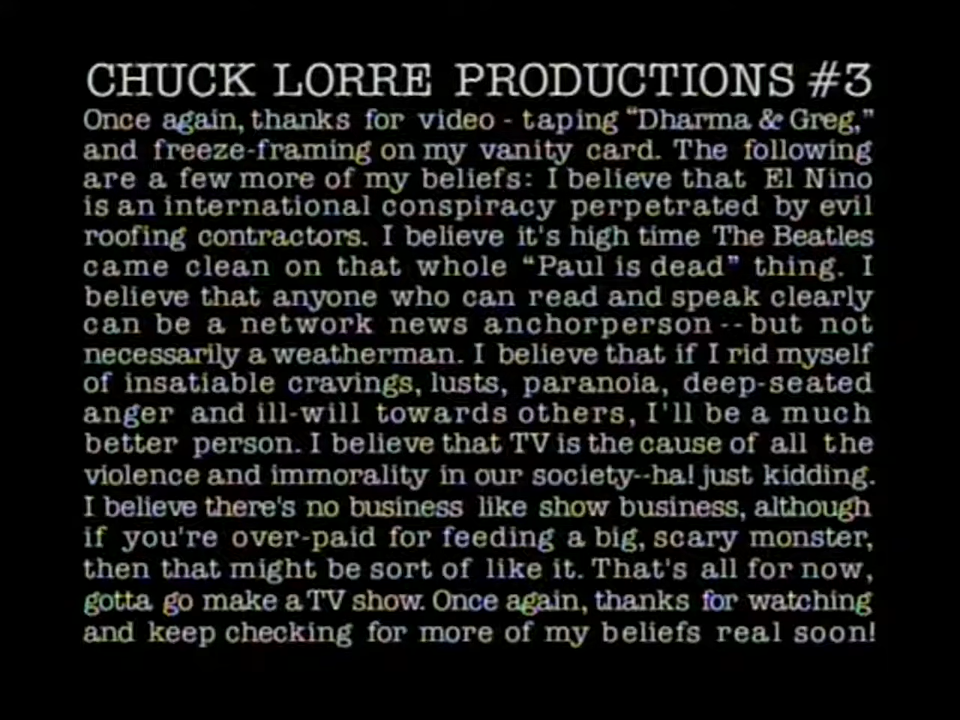 CHUCK LORRE PRODUCTIONS #3
Once again, thanks for video - taping “Dharma & Greg,”
and freeze-framing on my vanity card. The following
are a few more of my beliefs: I believe that El Nino
is an international conspiracy perpetrated by evil
roofing contractors. I believe it's high time The Beatles
came clean on that whole “Paul is dead” thing. I
believe that anyone who can read and speak clearly
can be a network news anchorperson -- but not
necessarily a weatherman. I believe that if I rid myself
of insatiable cravings, lusts, paranoia, deep-seated
anger and ill-will towards others, I'll be a much
better person. I believe that TV is the cause of all the
violence and immorality in our society--ha! just kidding.
I believe there's no business like show business, although
if you're over-paid for feeding a big, scary monster,
then that might be sort of like it. That's all for now,
gotta go make a TV show. Once again, thanks for watching
and keep checking for more of my beliefs real soon!